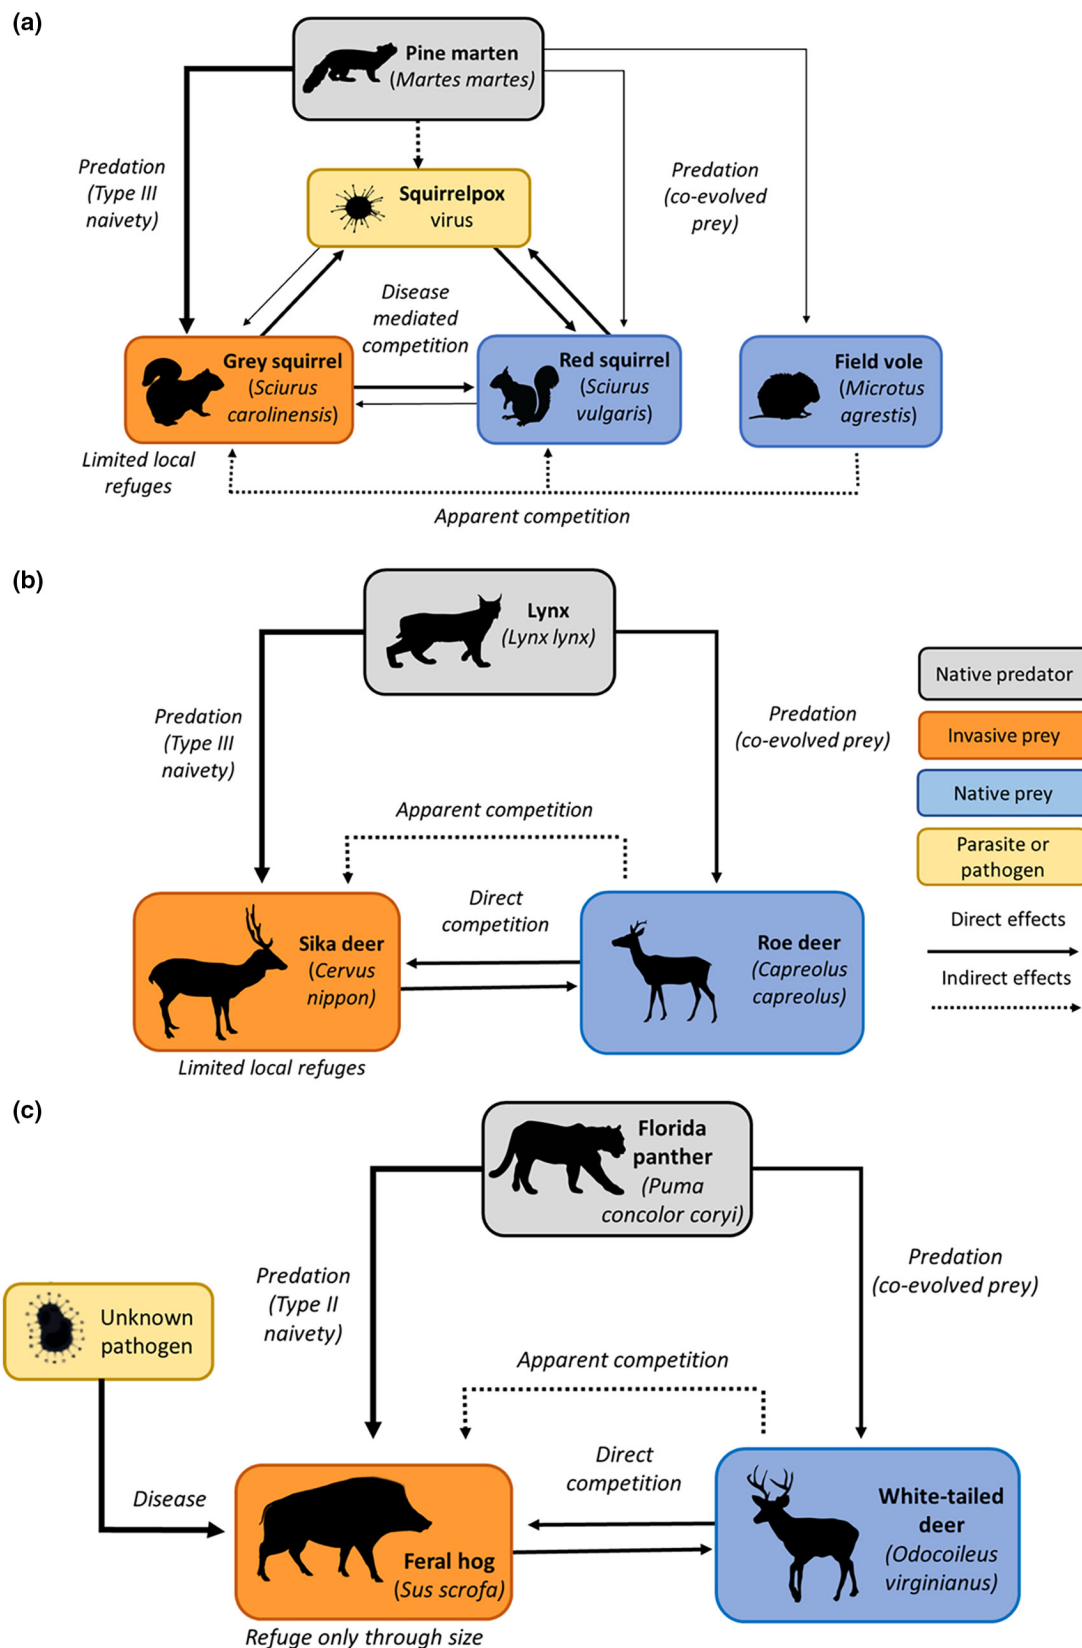 (a)
Pine marten
(Martes martes)
Predation
(Type III
naivety)
Predation
(co-evolved
prey)
Squirrelpox
virus
Disease
mediated
competition
Grey squirrel
(Sciurus
carolinensis)
Red squirrel
(Sciurus
vulgaris)
Field vole
(Microtus
agrestis)
Limited local
refuges
Apparent competition
(b)
Lynx
(Lynx lynx)
Predation
(Type III
naivety)
Predation
(co-evolved prey)
Apparent competition
Direct
competition
Sika deer
(Cervus
nippon)
Roe deer
(Capreolus
capreolus)
Limited local refuges
Native predator
Invasive prey
Native prey
Parasite or
pathogen
Direct effects
Indirect effects
(c)
Florida
panther
(Puma
concolor coryi)
Predation
(Type II
naivety)
Predation
(co-evolved prey)
Unknown
pathogen
Apparent competition
Disease
Direct
competition
Feral hog
(Sus scrofa)
White-tailed
deer
(Odocoileus
virginianus)
Refuge only through size